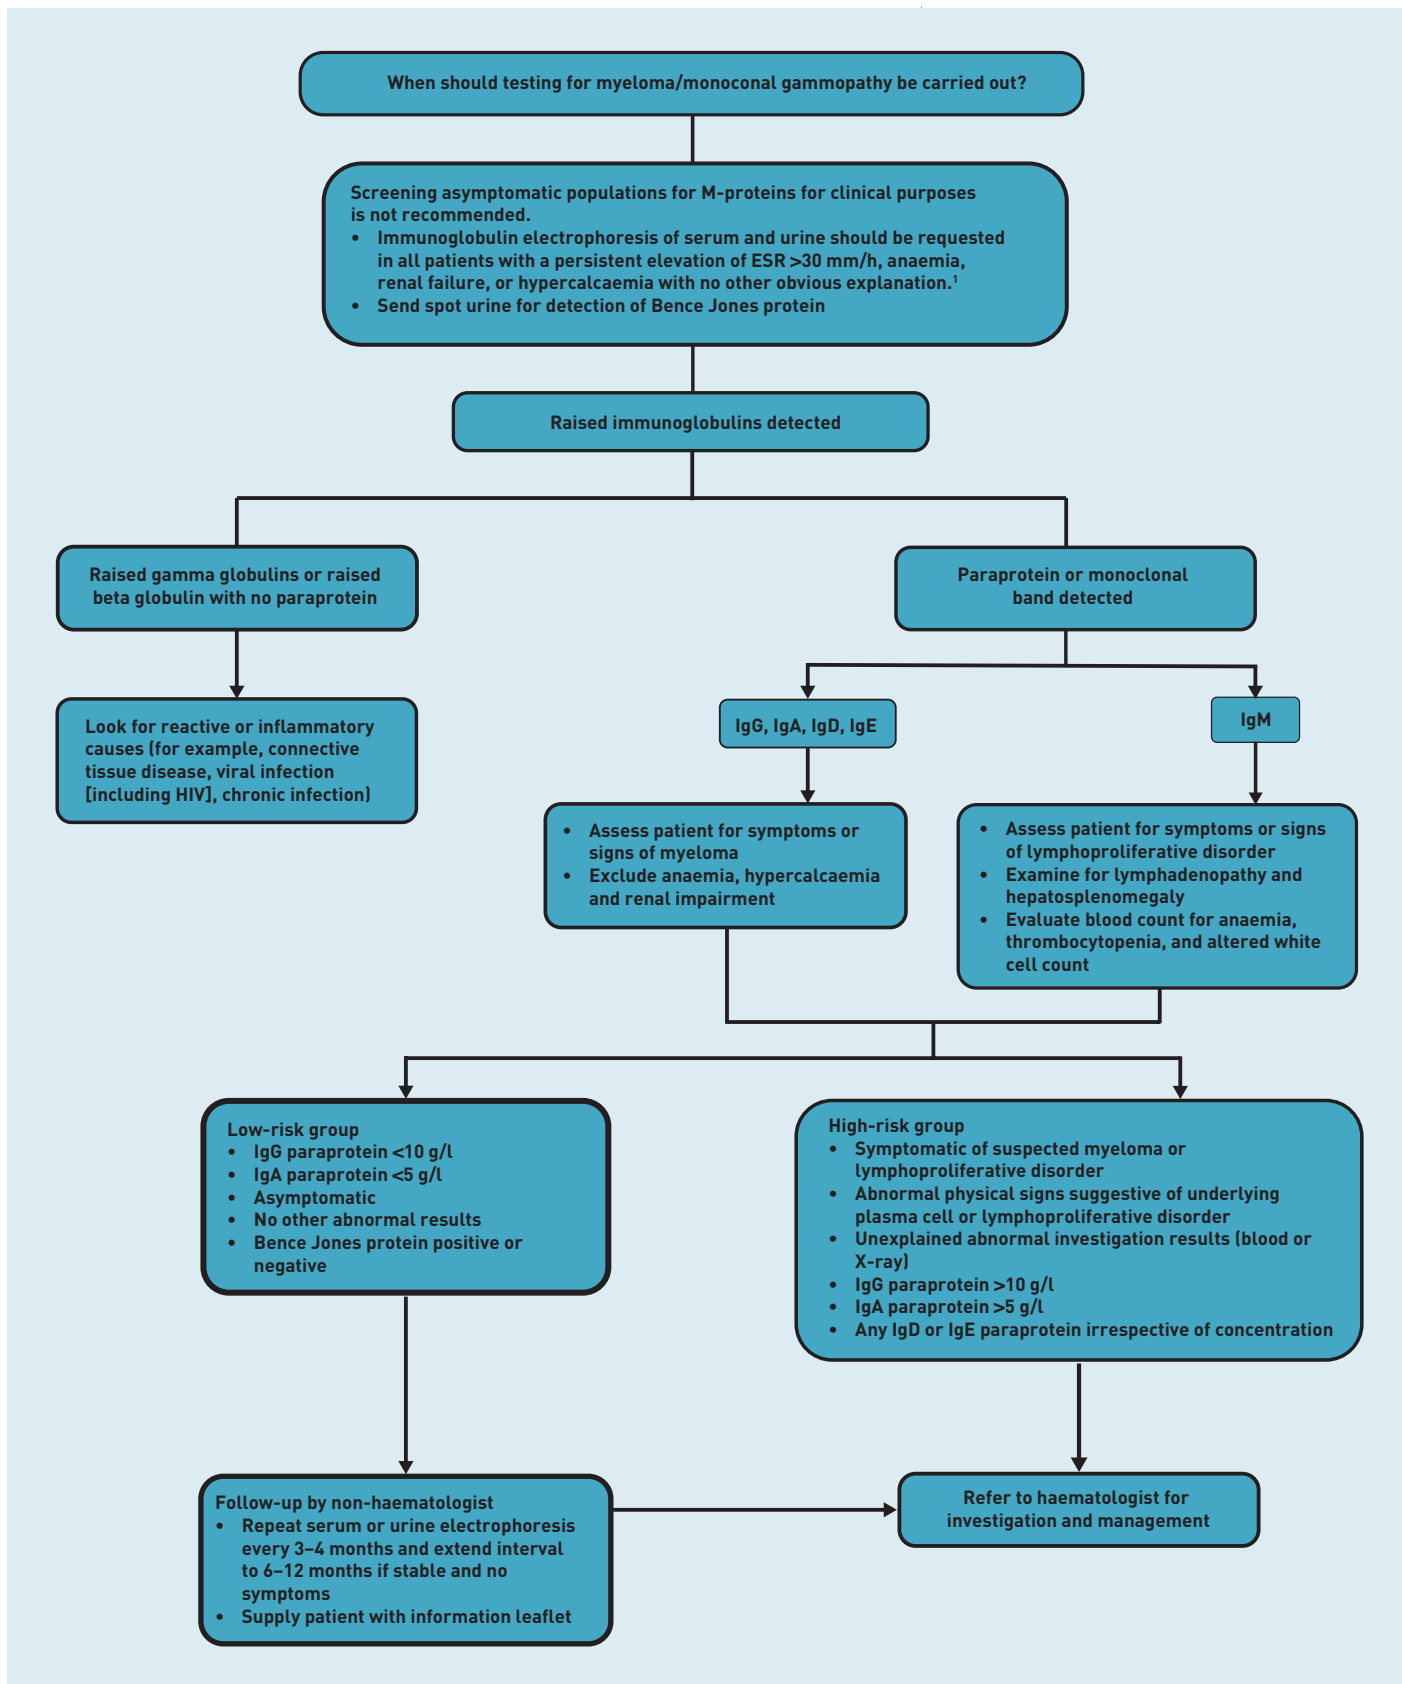 When should testing for myeloma/monoconal gammopathy be carried out?
Screening asymptomatic populations for M-proteins for clinical purposes
is not recommended.
• Immunoglobulin electrophoresis of serum and urine should be requested
in all patients with a persistent elevation of ESR >30 mm/h, anaemia,
renal failure, or hypercalcaemia with no other obvious explanation.¹
• Send spot urine for detection of Bence Jones protein
Raised immunoglobulins detected
Raised gamma globulins or raised
beta globulin with no paraprotein
Look for reactive or inflammatory
causes (for example, connective
tissue disease, viral infection
[including HIV], chronic infection)
Paraprotein or monoclonal
band detected
IgG, IgA, IgD, IgE
IgM
• Assess patient for symptoms or
signs of myeloma
• Exclude anaemia, hypercalcaemia
and renal impairment
• Assess patient for symptoms or signs
of lymphoproliferative disorder
• Examine for lymphadenopathy and
hepatosplenomegaly
• Evaluate blood count for anaemia,
thrombocytopenia, and altered white
cell count
Low-risk group
• IgG paraprotein <10 g/l
• IgA paraprotein <5 g/l
• Asymptomatic
• No other abnormal results
• Bence Jones protein positive or
negative
High-risk group
• Symptomatic of suspected myeloma or
lymphoproliferative disorder
• Abnormal physical signs suggestive of underlying
plasma cell or lymphoproliferative disorder
• Unexplained abnormal investigation results (blood or
X-ray)
• IgG paraprotein >10 g/l
• IgA paraprotein >5 g/l
• Any IgD or IgE paraprotein irrespective of concentration
Follow-up by non-haematologist
• Repeat serum or urine electrophoresis
every 3–4 months and extend interval
to 6–12 months if stable and no
symptoms
• Supply patient with information leaflet
Refer to haematologist for
investigation and management